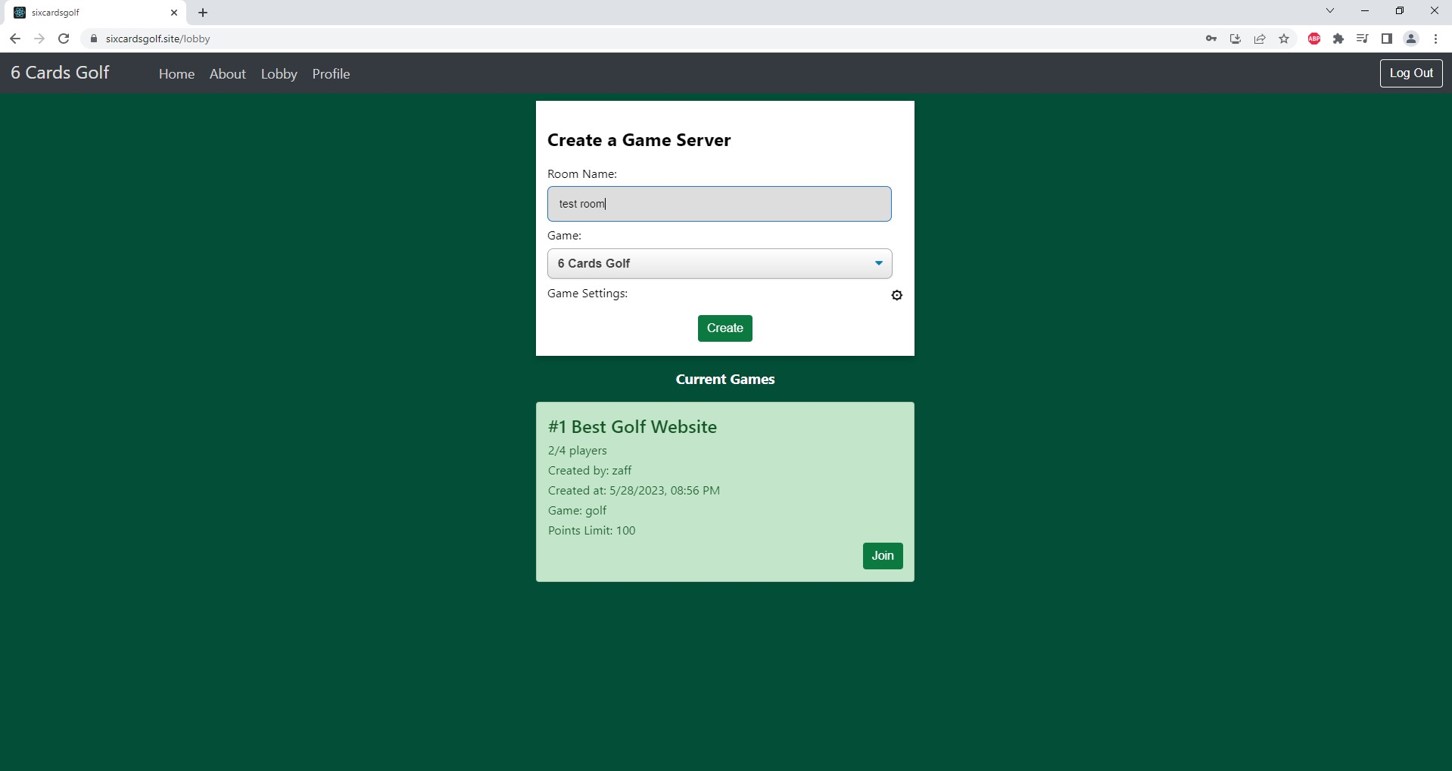 sixcardsgolf
sixcardsgolf.site/lobby
ABP
6 Cards Golf
Home
About
Lobby
Profile
Log Out
Create a Game Server
Room Name:
test room
Game:
6 Cards Golf
Game Settings:
Create
Current Games
#1 Best Golf Website
2/4 players
Created by: zaff
Created at: 5/28/2023, 08:56 PM
Game: golf
Points Limit: 100
Join